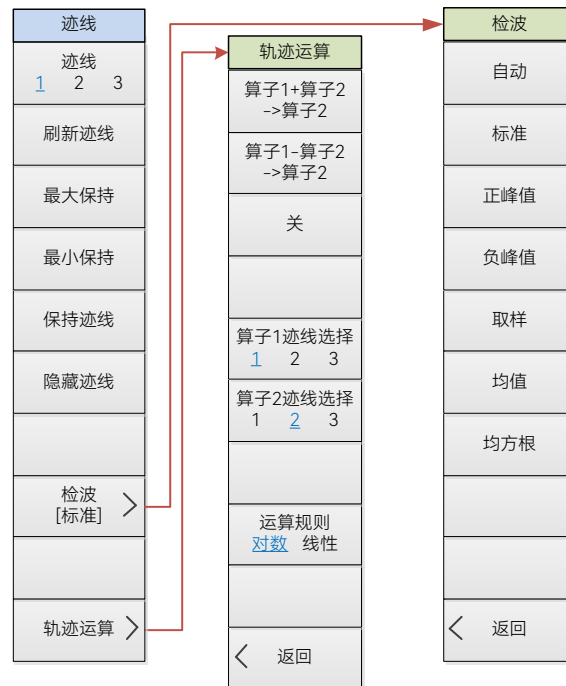 迹线
迹线
1 2 3
刷新迹线
最大保持
最小保持
保持迹线
隐藏迹线
检波
[标准]
轨迹运算
轨迹运算
算子1+算子2
->算子2
算子1-算子2
->算子2
关
算子1迹线选择
1 2 3
算子2迹线选择
1 2 3
运算规则
对数 线性
返回
检波
自动
标准
正峰值
负峰值
取样
均值
均方根
返回